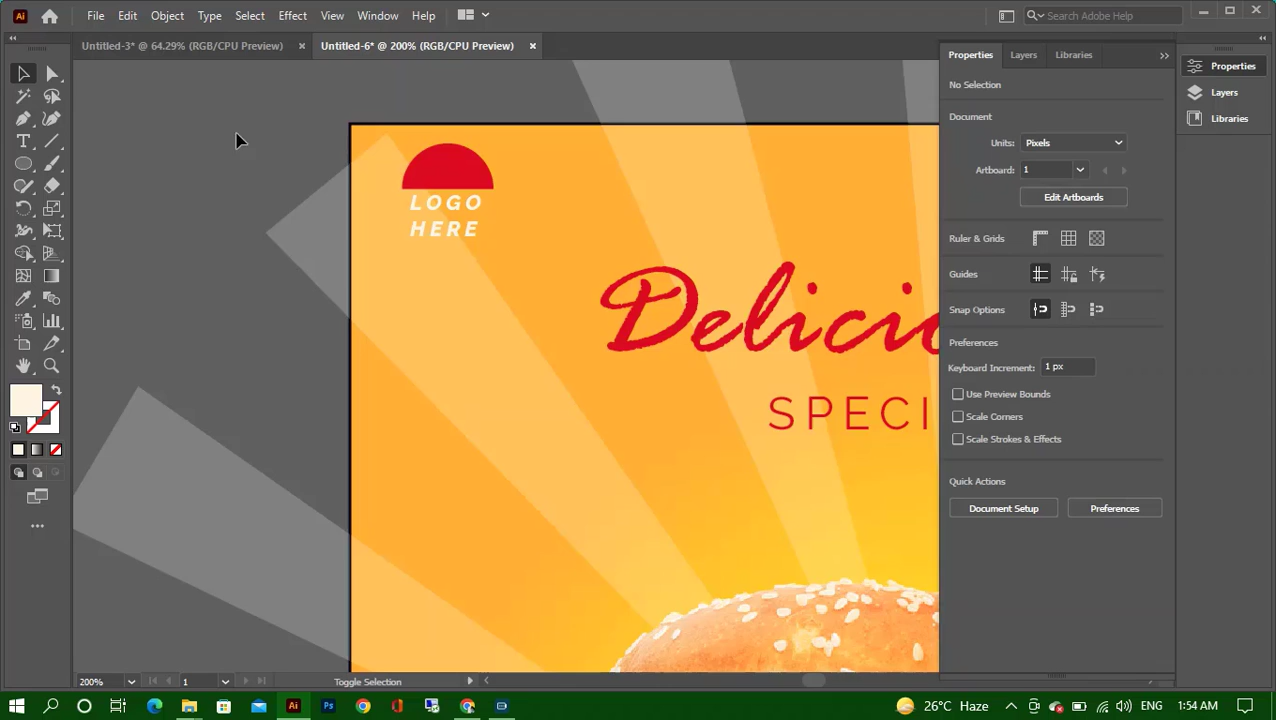 Ai File Edit Object Type Select Effect View Window Help Search Adobe Help
Untitled-3* @ 64.29% (RGB/CPU Preview) × Untitled-6* @ 200% (RGB/CPU Preview) ×
Properties Layers Libraries
Properties
Layers
Libraries
No Selection
Document
Units: Pixels
Artboard: 1
Edit Artboards
Ruler & Grids
Guides
Snap Options
Preferences
Keyboard Increment: 1 px
Use Preview Bounds
Scale Corners
Scale Strokes & Effects
Quick Actions
Document Setup Preferences
LOGO
HERE
Delicio
SPECI
200% 1 Toggle Selection
Ai Ps 26°C Haze ENG 1:54 AM